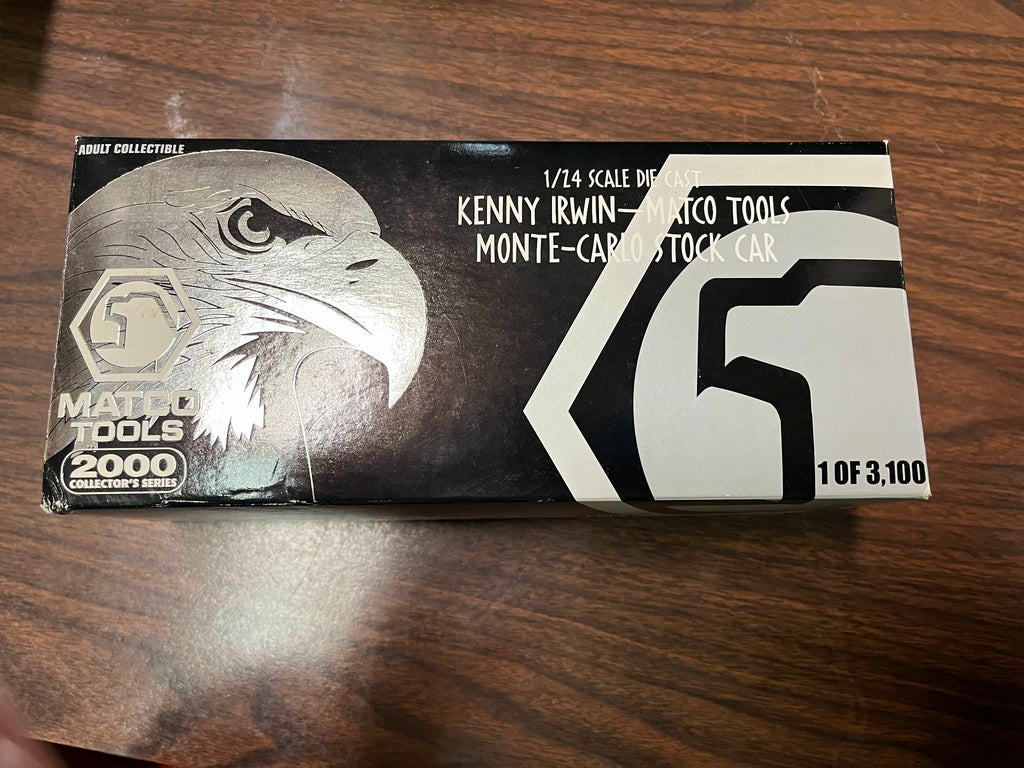 ADULT COLLECTIBLE
1/24 SCALE DIE CAST
KENNY IRWIN–MATCO TOOLS
MONTE-CARLO STOCK CAR
MATCO
TOOLS
2000
COLLECTOR'S SERIES
1 OF 3,100